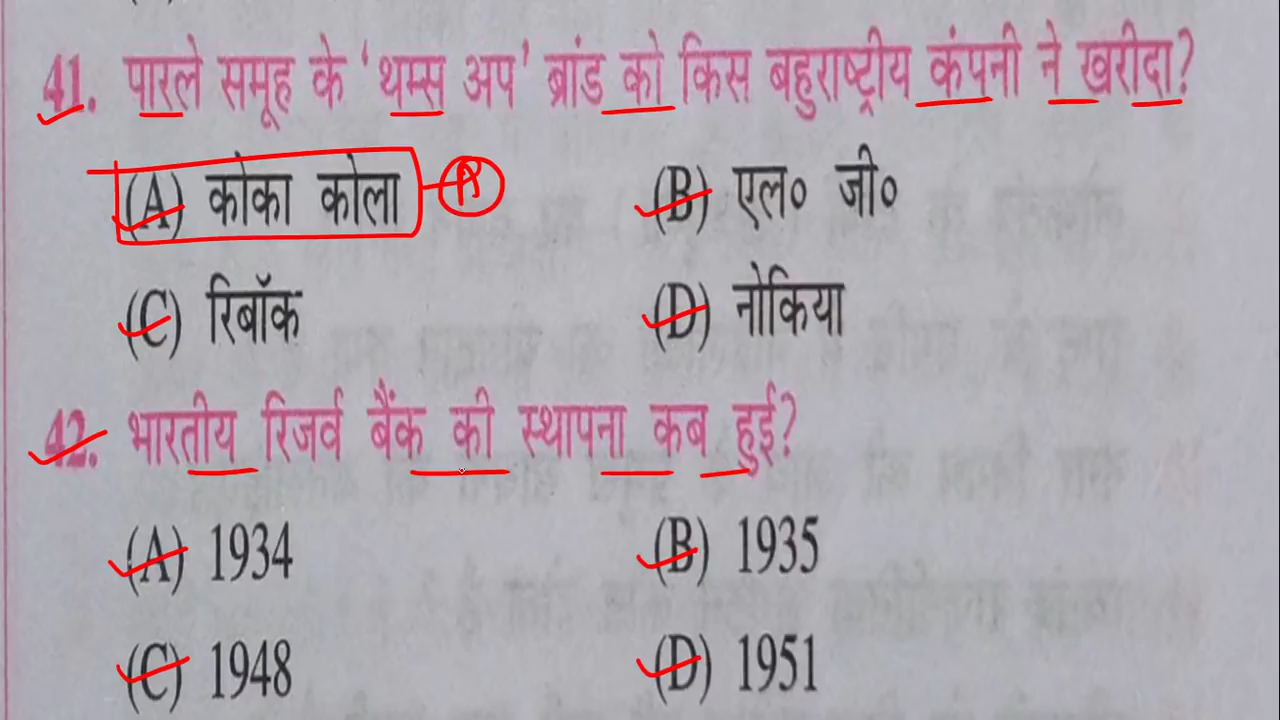 41. पारले समूह के 'थम्स अप' ब्रांड को किस बहुराष्ट्रीय कंपनी ने खरीदा?
(A) कोका कोला A (B) एल० जी०
(C) रिबॉक (D) नोकिया
42. भारतीय रिजर्व बैंक की स्थापना कब हुई?
(A) 1934 (B) 1935
(C) 1948 (D) 1951